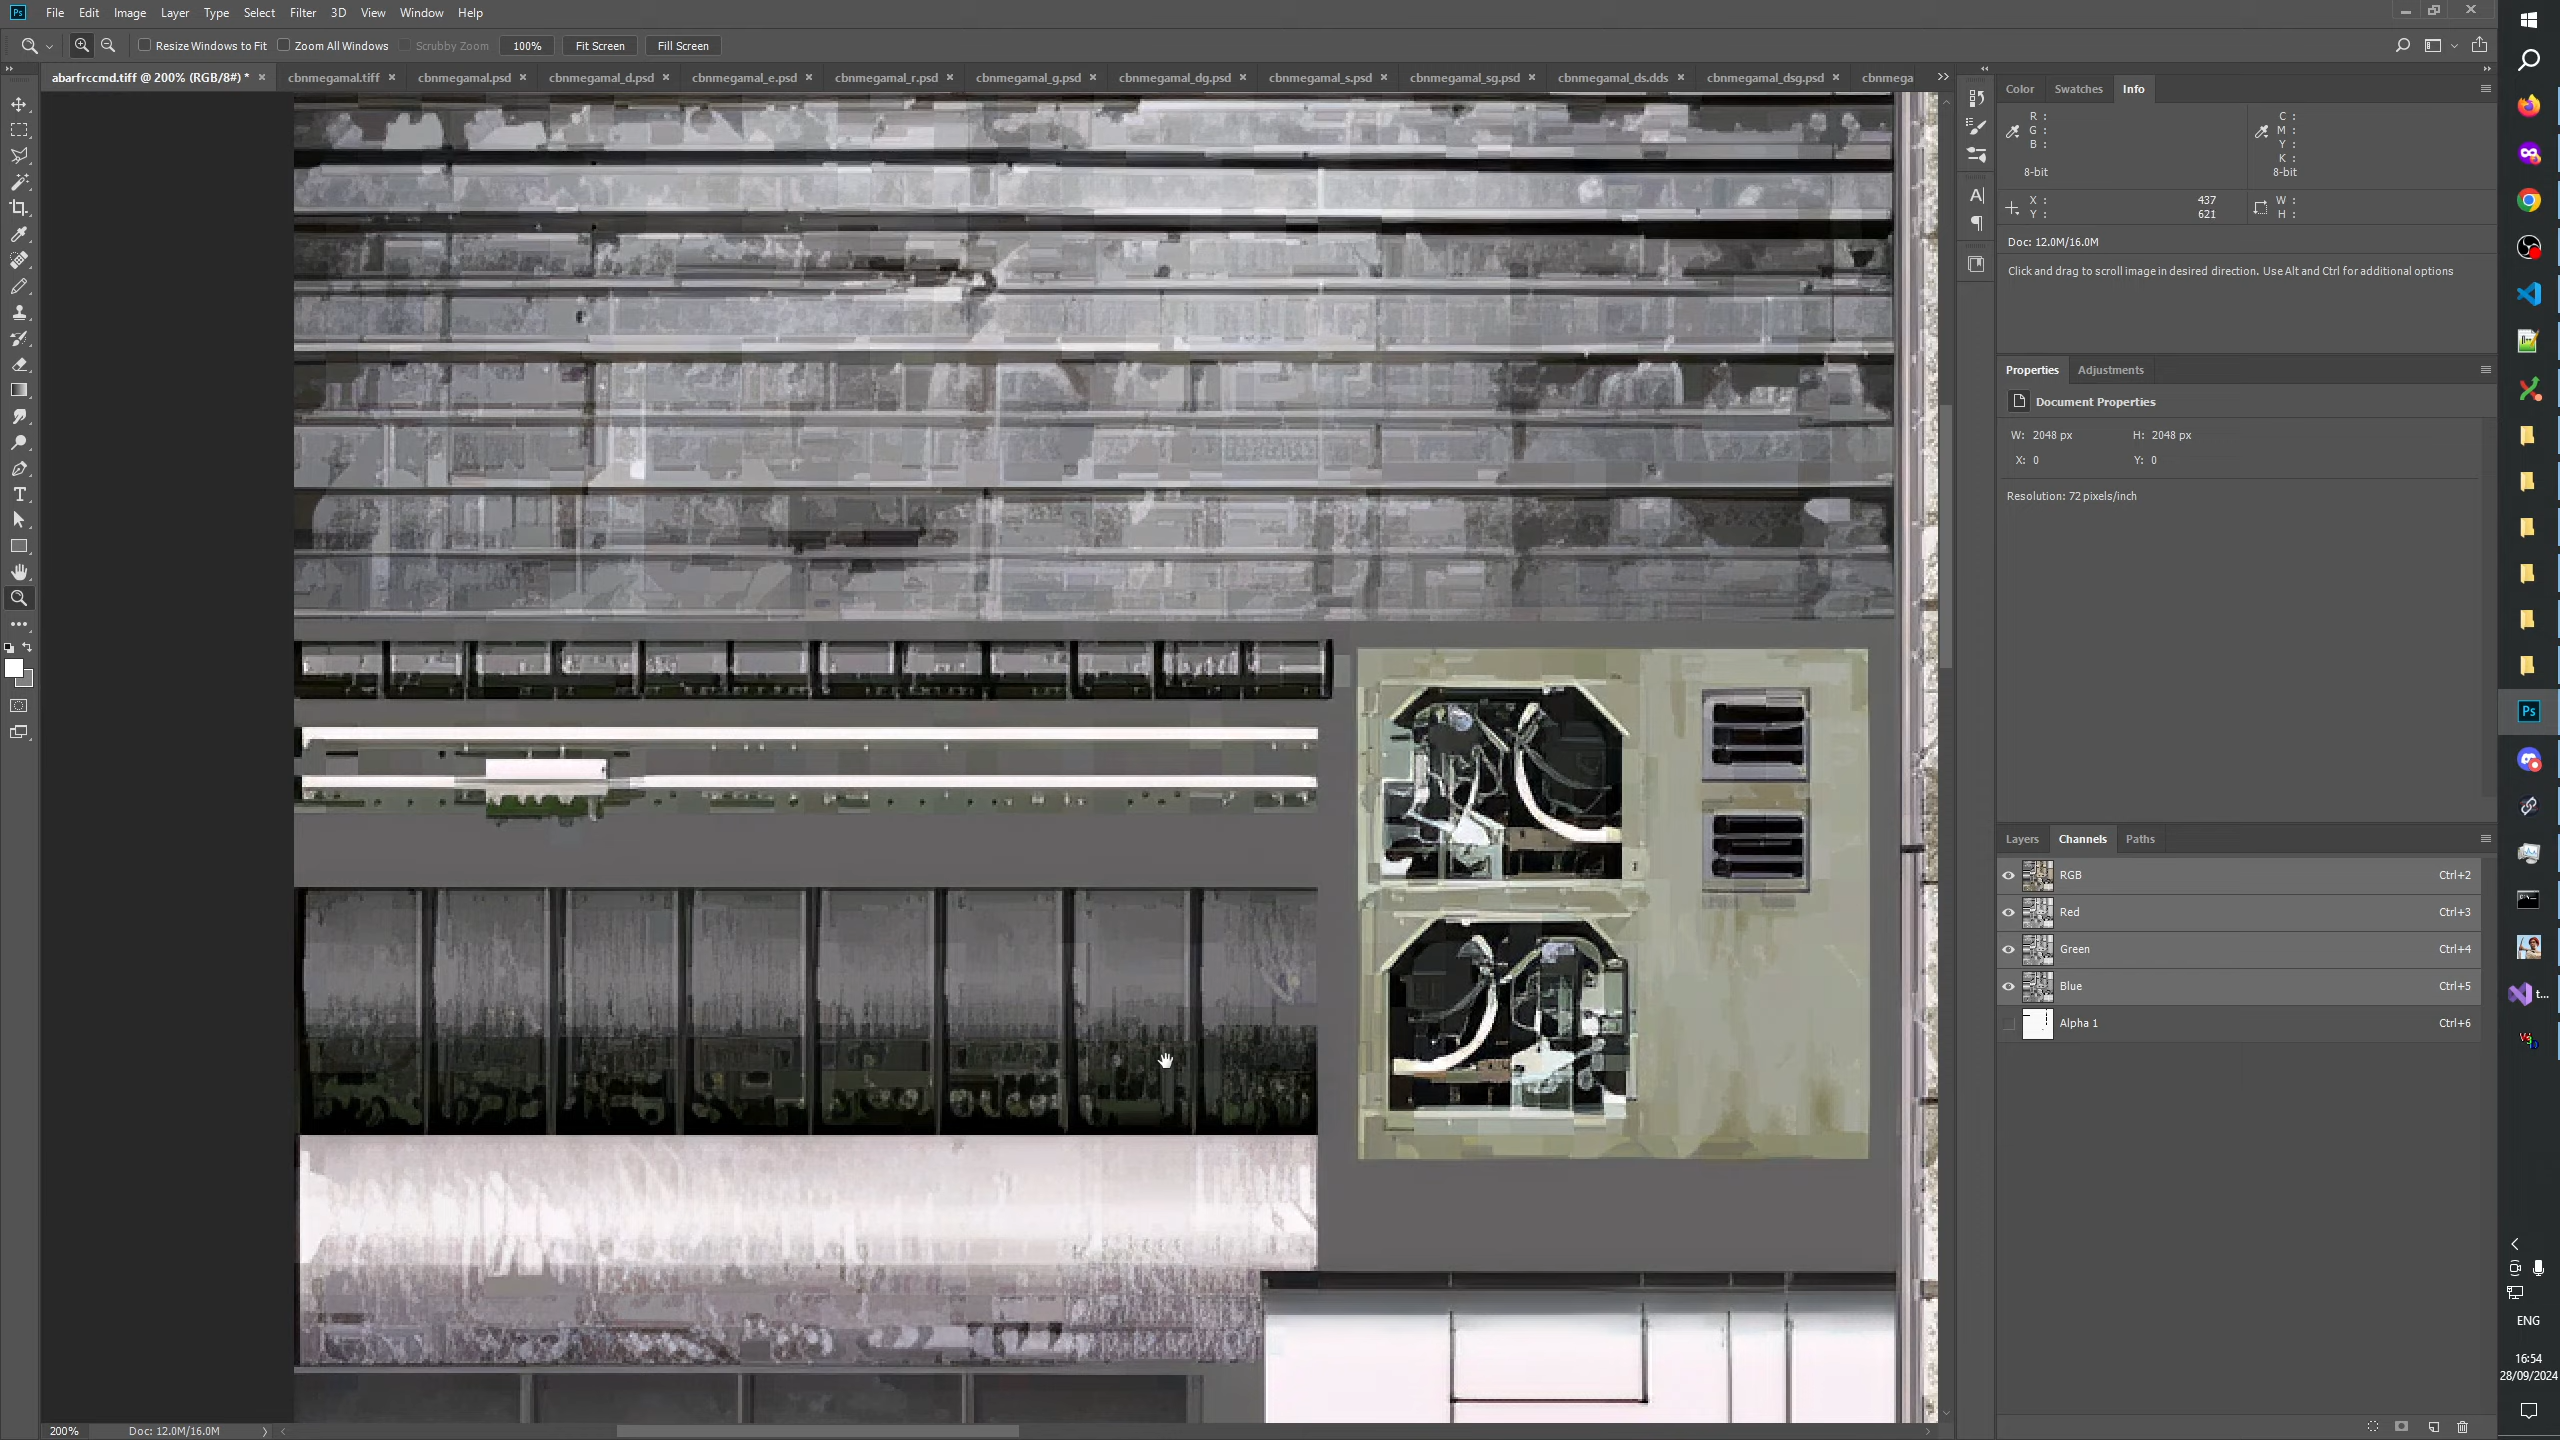 Ps File Edit Image Layer Type Select Filter 3D View Window Help
Resize Windows to Fit Zoom All Windows Scrubby Zoom 100% Fit Screen Fill Screen
abarfrccmd.tiff @ 200% (RGB/8#) * × cbnmegamal.tiff × cbnmegamal.psd × cbnmegamal_d.psd × cbnmegamal_e.psd × cbnmegamal_r.psd × cbnmegamal_g.psd × cbnmegamal_dg.psd × cbnmegamal_s.psd × cbnmegamal_sg.psd × cbnmegamal_ds.dds × cbnmegamal_dsg.psd × cbnmega
Color Swatches Info
R : C :
G : M :
B : Y :
K :
8-bit 8-bit
X : 437 W :
Y : 621 H :
Doc: 12.0M/16.0M
Click and drag to scroll image in desired direction. Use Alt and Ctrl for additional options
Properties Adjustments
Document Properties
W: 2048 px H: 2048 px
X: 0 Y: 0
Resolution: 72 pixels/inch
Ps
Layers Channels Paths
RGB Ctrl+2
Red Ctrl+3
Green Ctrl+4
Blue Ctrl+5
t...
Alpha 1 Ctrl+6
ENG
16:54
28/09/2024
200% Doc: 12.0M/16.0M